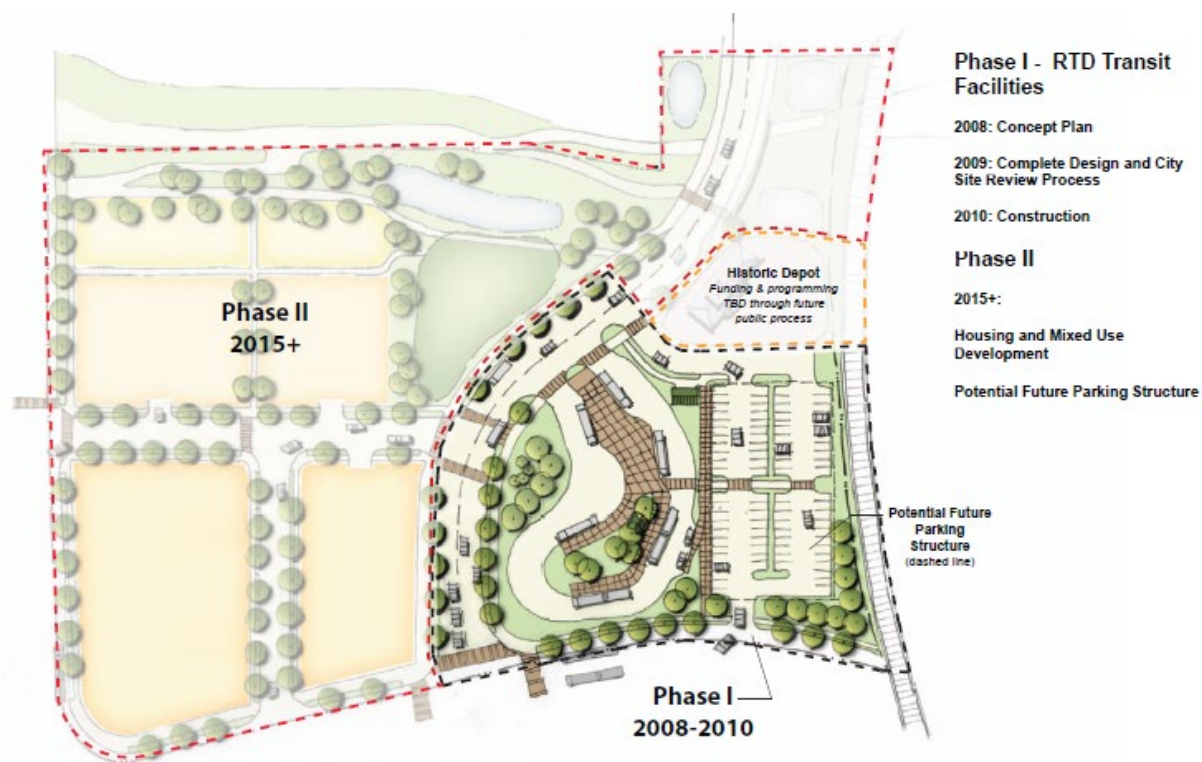 Phase I - RTD Transit
Facilities
2008: Concept Plan
2009: Complete Design and City
Site Review Process
2010: Construction
Phase II
2015+:
Housing and Mixed Use
Development
Potential Future Parking Structure
Historic Depot
Funding & programming
TBD through future
public process
Phase II
2015+
Potential Future
Parking
Structure
(dashed line)
Phase I
2008-2010